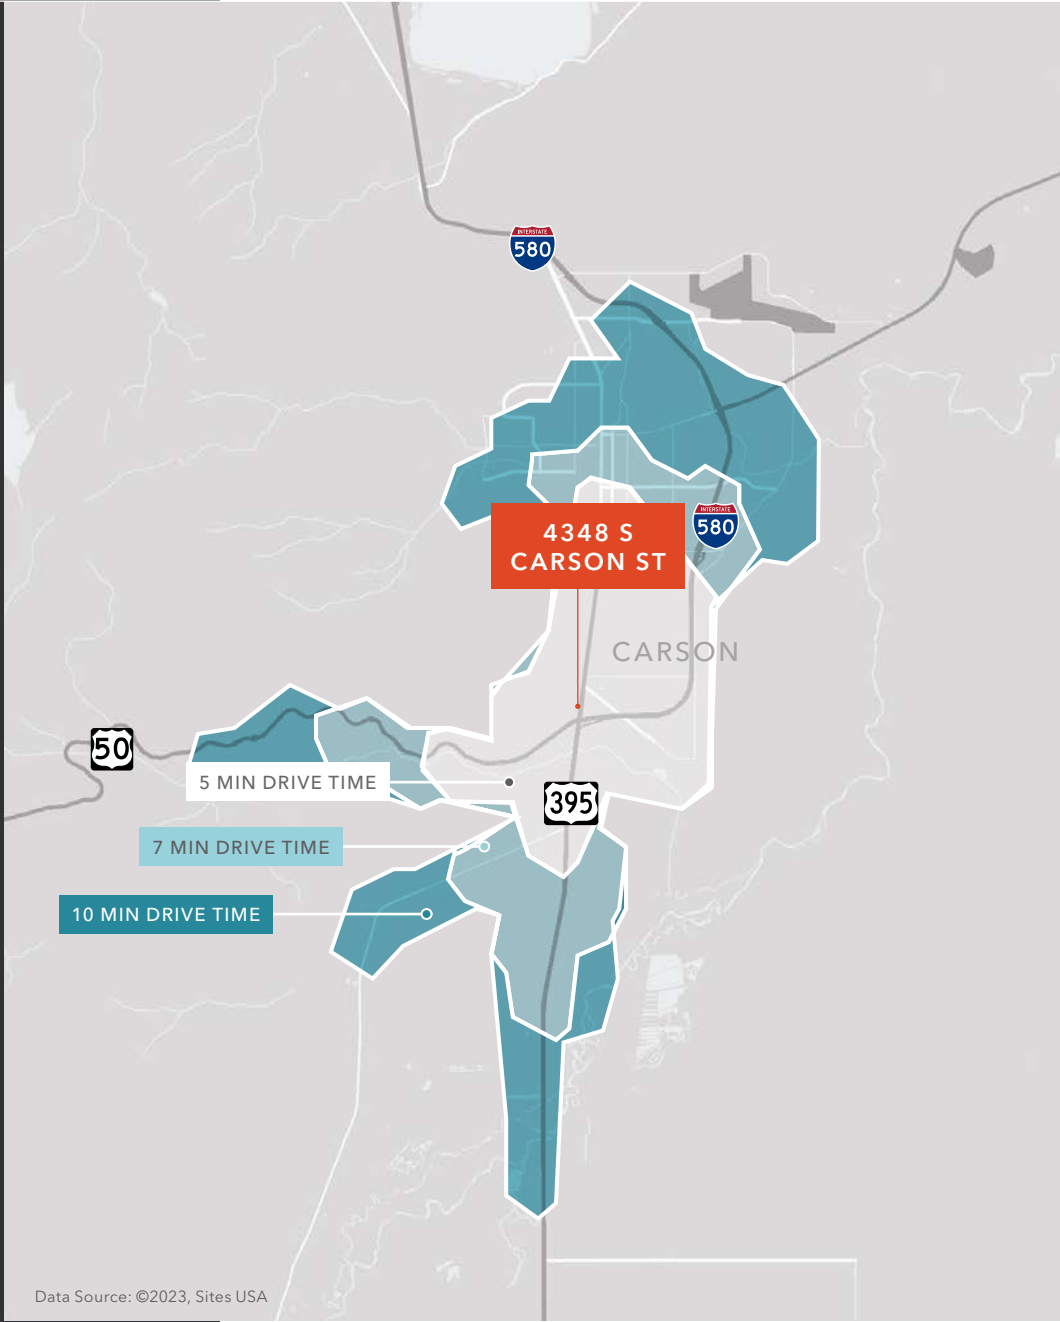 INTERSTATE
580
4348 S
CARSON ST
INTERSTATE
580
CARSON
50
5 MIN DRIVE TIME
395
7 MIN DRIVE TIME
10 MIN DRIVE TIME
Data Source: ©2023, Sites USA